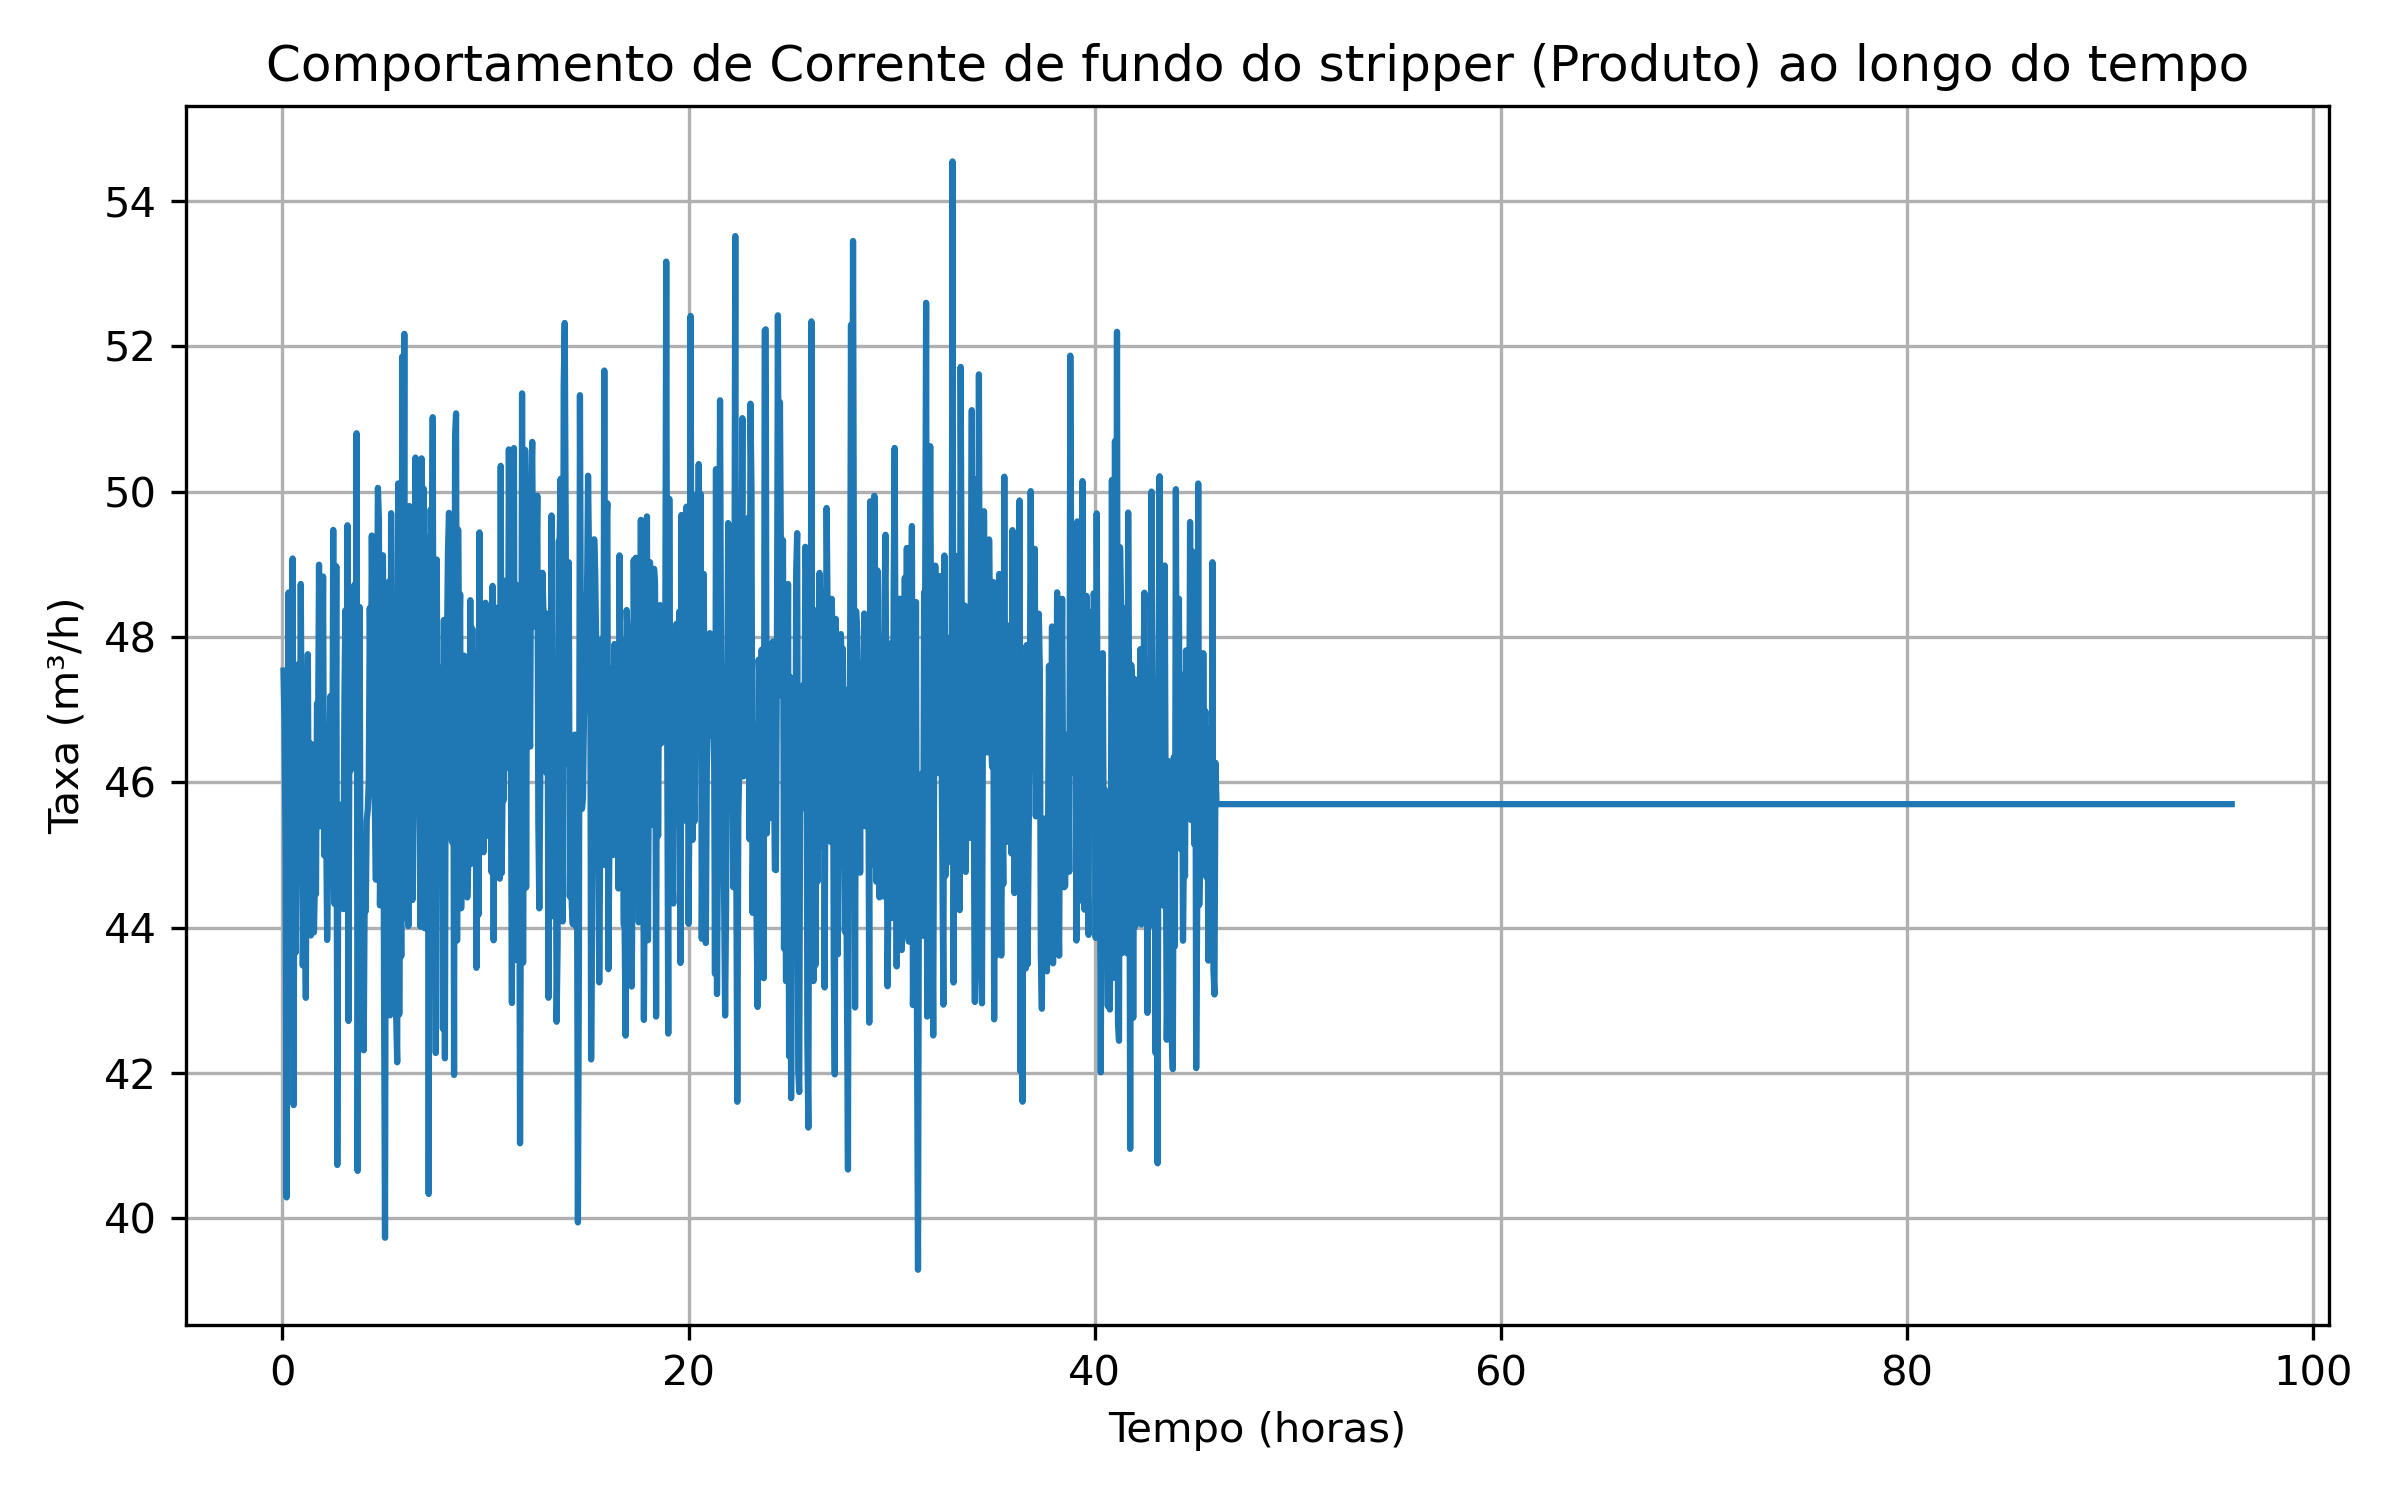 Comportamento de Corrente de fundo do stripper (Produto) ao longo do tempo
Taxa (m³/h)
54
52
50
48
46
44
42
40
0 20 40 60 80 100
Tempo (horas)